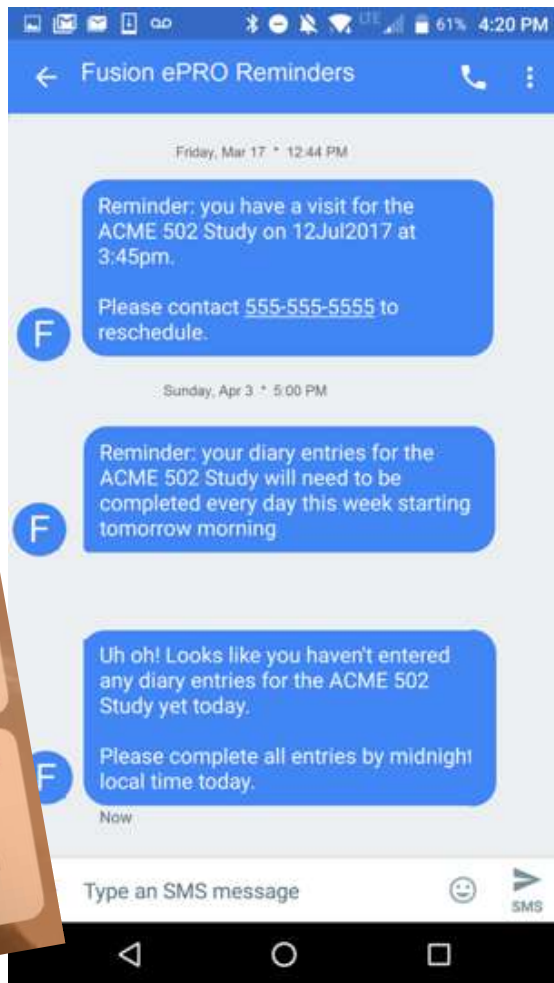 LTE 61% 4:20 PM
Fusion ePRO Reminders
Friday, Mar 17 * 12:44 PM
Reminder: you have a visit for the
ACME 502 Study on 12Jul2017 at
3:45pm.
Please contact 555-555-5555 to
reschedule.
F
Sunday, Apr 3 * 5:00 PM
Reminder: your diary entries for the
ACME 502 Study will need to be
completed every day this week starting
tomorrow morning
F
Uh oh! Looks like you haven't entered
any diary entries for the ACME 502
Study yet today.
Please complete all entries by midnight
local time today.
F
Now
Type an SMS message
SMS